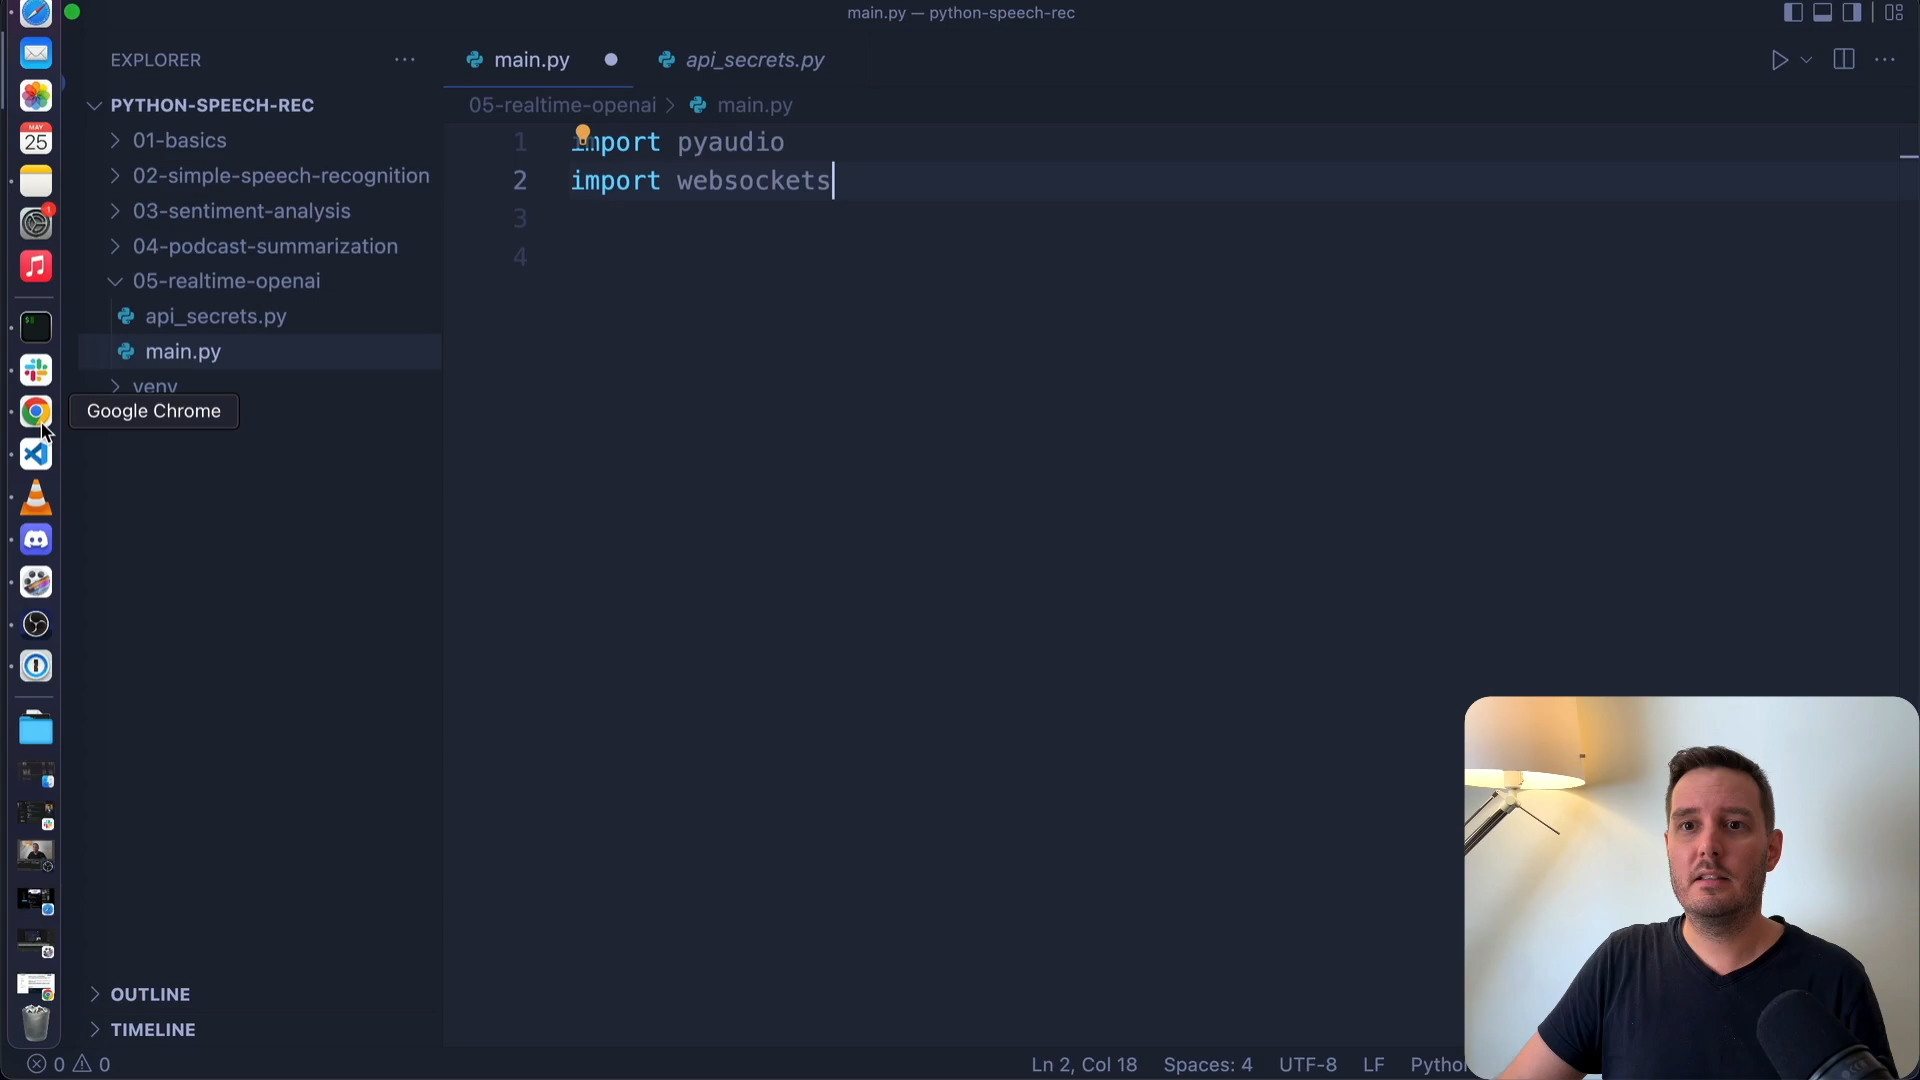 main.py — python-speech-rec
EXPLORER
main.py
api_secrets.py
PYTHON-SPEECH-REC
05-realtime-openai > main.py
01-basics
02-simple-speech-recognition
03-sentiment-analysis
04-podcast-summarization
05-realtime-openai
api_secrets.py
main.py
venv
Google Chrome
1 import pyaudio
2 import websockets
3
4
MAY
25
1
OUTLINE
TIMELINE
0 0
Ln 2, Col 18 Spaces: 4 UTF-8 LF